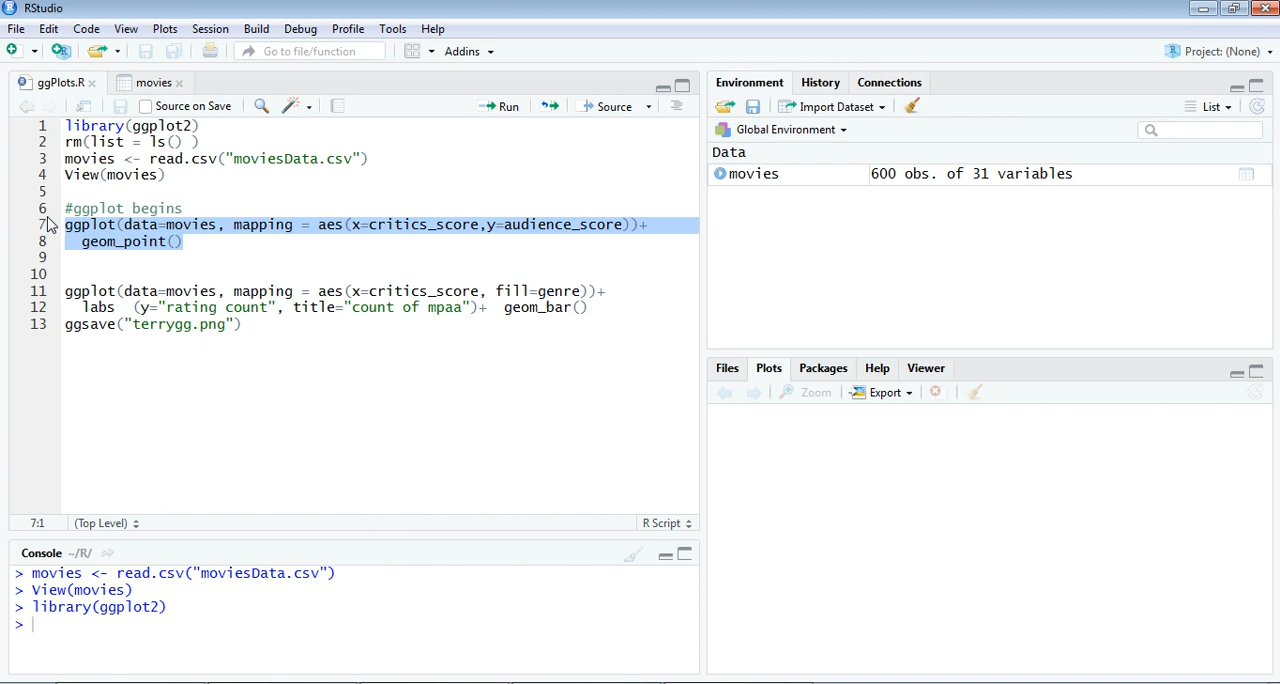 RStudio
File Edit Code View Plots Session Build Debug Profile Tools Help
Go to file/function Addins Project: (None)
ggPlots.R movies
Source on Save Run Source
1 library(ggplot2)
2 rm(list = ls() )
3 movies <- read.csv("moviesData.csv")
4 View(movies)
5
6 #ggplot begins
7 ggplot(data=movies, mapping = aes(x=critics_score,y=audience_score))+
8 geom_point()
9
10
11 ggplot(data=movies, mapping = aes(x=critics_score, fill=genre))+
12 labs (y="rating count", title="count of mpaa")+ geom_bar()
13 ggsave("terrygg.png")
7:1 (Top Level) R Script
Console ~/R/
> movies <- read.csv("moviesData.csv")
> View(movies)
> library(ggplot2)
>
Environment History Connections
Import Dataset List
Global Environment
Data
movies 600 obs. of 31 variables
Files Plots Packages Help Viewer
Zoom Export